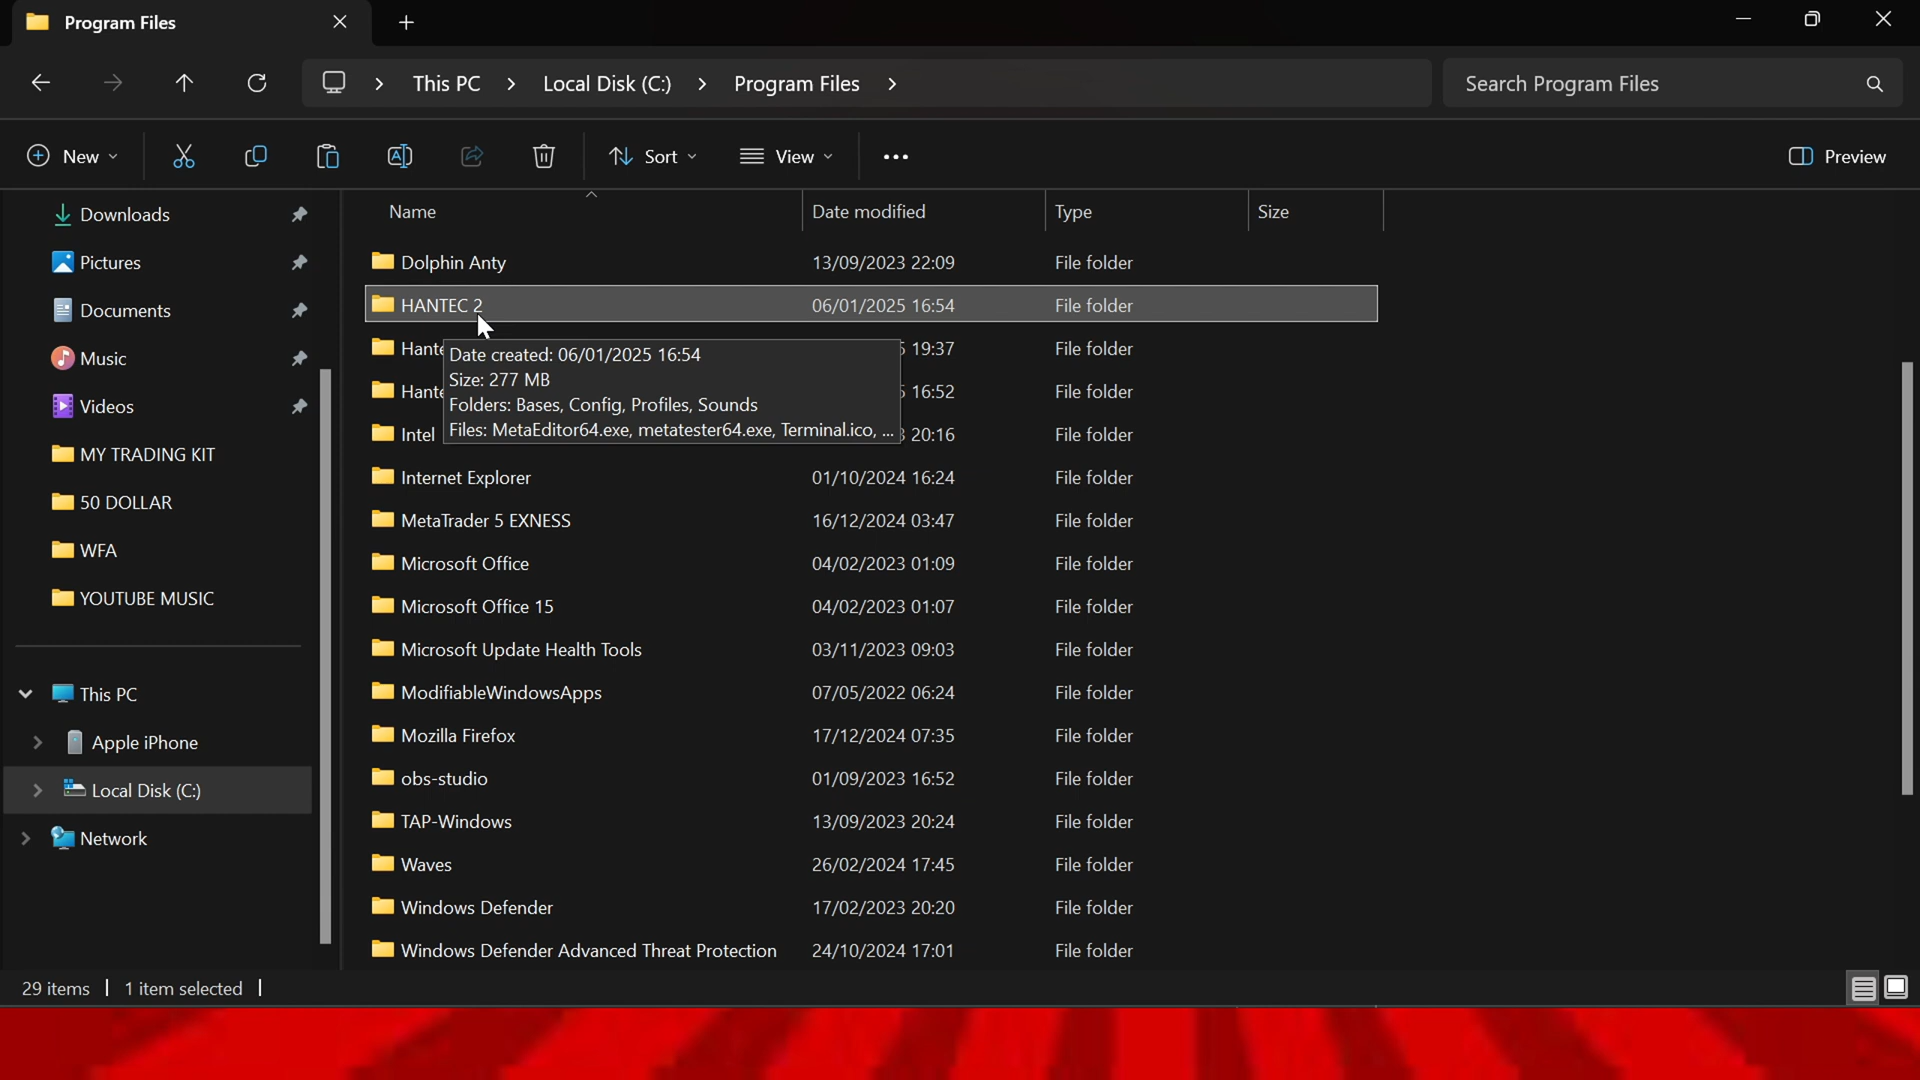 Program Files
This PC > Local Disk (C:) > Program Files >
Search Program Files
New
Sort
View
Preview
Downloads
Pictures
Documents
Music
Videos
MY TRADING KIT
50 DOLLAR
WFA
YOUTUBE MUSIC
This PC
Apple iPhone
Local Disk (C:)
Network
Name Date modified Type Size
Dolphin Anty 13/09/2023 22:09 File folder
HANTEC 2 06/01/2025 16:54 File folder
19:37 File folder
16:52 File folder
Intel 20:16 File folder
Date created: 06/01/2025 16:54
Size: 277 MB
Folders: Bases, Config, Profiles, Sounds
Files: MetaEditor64.exe, metatester64.exe, Terminal.ico, ...
Internet Explorer 01/10/2024 16:24 File folder
MetaTrader 5 EXNESS 16/12/2024 03:47 File folder
Microsoft Office 04/02/2023 01:09 File folder
Microsoft Office 15 04/02/2023 01:07 File folder
Microsoft Update Health Tools 03/11/2023 09:03 File folder
ModifiableWindowsApps 07/05/2022 06:24 File folder
Mozilla Firefox 17/12/2024 07:35 File folder
obs-studio 01/09/2023 16:52 File folder
TAP-Windows 13/09/2023 20:24 File folder
Waves 26/02/2024 17:45 File folder
Windows Defender 17/02/2023 20:20 File folder
Windows Defender Advanced Threat Protection 24/10/2024 17:01 File folder
29 items | 1 item selected |